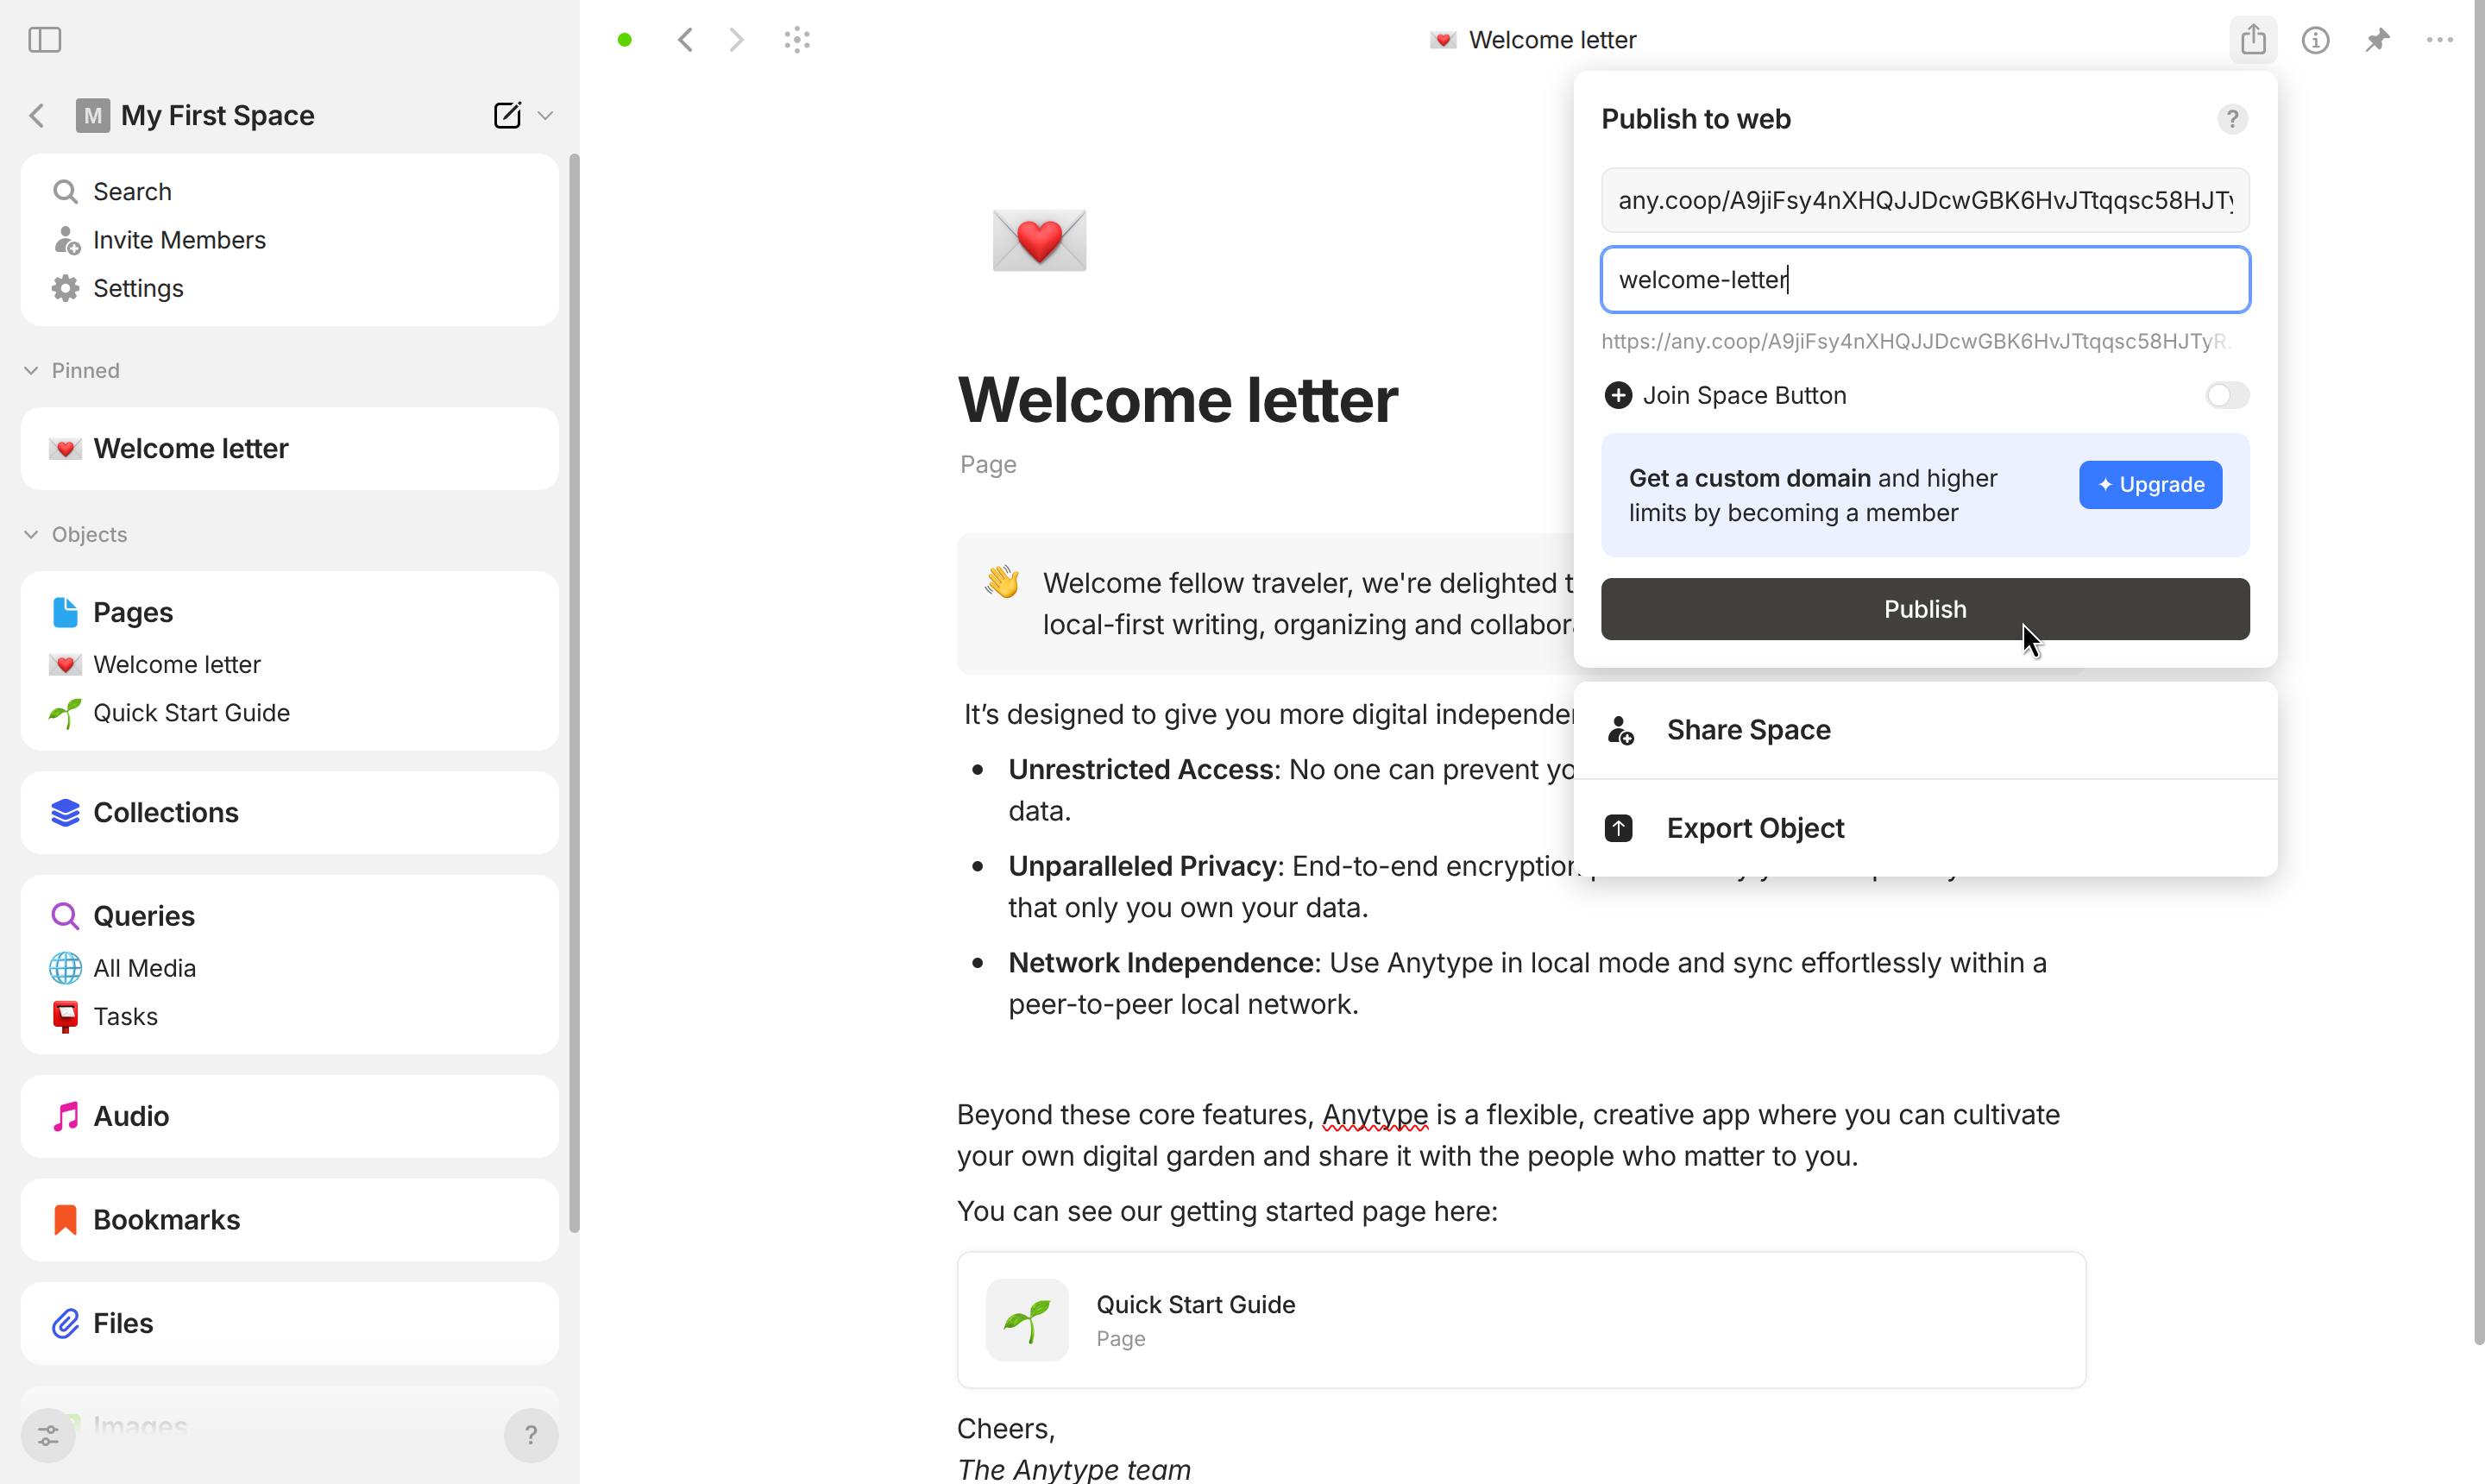 M My First Space
Search
Invite Members
Settings
Pinned
Welcome letter
Objects
Pages
Welcome letter
Quick Start Guide
Collections
Queries
All Media
Tasks
Audio
Bookmarks
Files
Images
?
Welcome letter
Welcome letter
Page
Welcome fellow traveler, we're delighted
local-first writing, organizing and
It’s designed to give you more digital
Unrestricted Access: No one can prevent
data.
Unparalleled Privacy: End-to-end encryption
that only you own your data.
Network Independence: Use Anytype in local mode and sync effortlessly within a
peer-to-peer local network.
Beyond these core features, Anytype is a flexible, creative app where you can cultivate
your own digital garden and share it with the people who matter to you.
You can see our getting started page here:
Quick Start Guide
Page
Cheers,
The Anytype team
Publish to web
?
any.coop/A9jiFsy4nXHQJJDcwGBK6HvJTtqqsc58HJTy
welcome-letter
https://any.coop/A9jiFsy4nXHQJJDcwGBK6HvJTtqqsc58HJTyR
Join Space Button
Get a custom domain and higher
limits by becoming a member
Upgrade
Publish
Share Space
Export Object